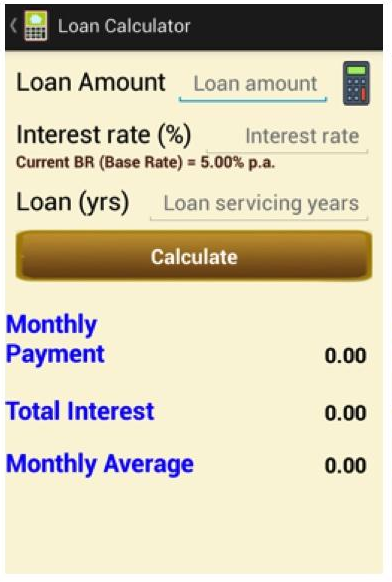 Loan Calculator
Loan Amount Loan amount
Interest rate (%) Interest rate
Current BR (Base Rate) = 5.00% p.a.
Loan (yrs) Loan servicing years
Calculate
Monthly
Payment 0.00
Total Interest 0.00
Monthly Average 0.00